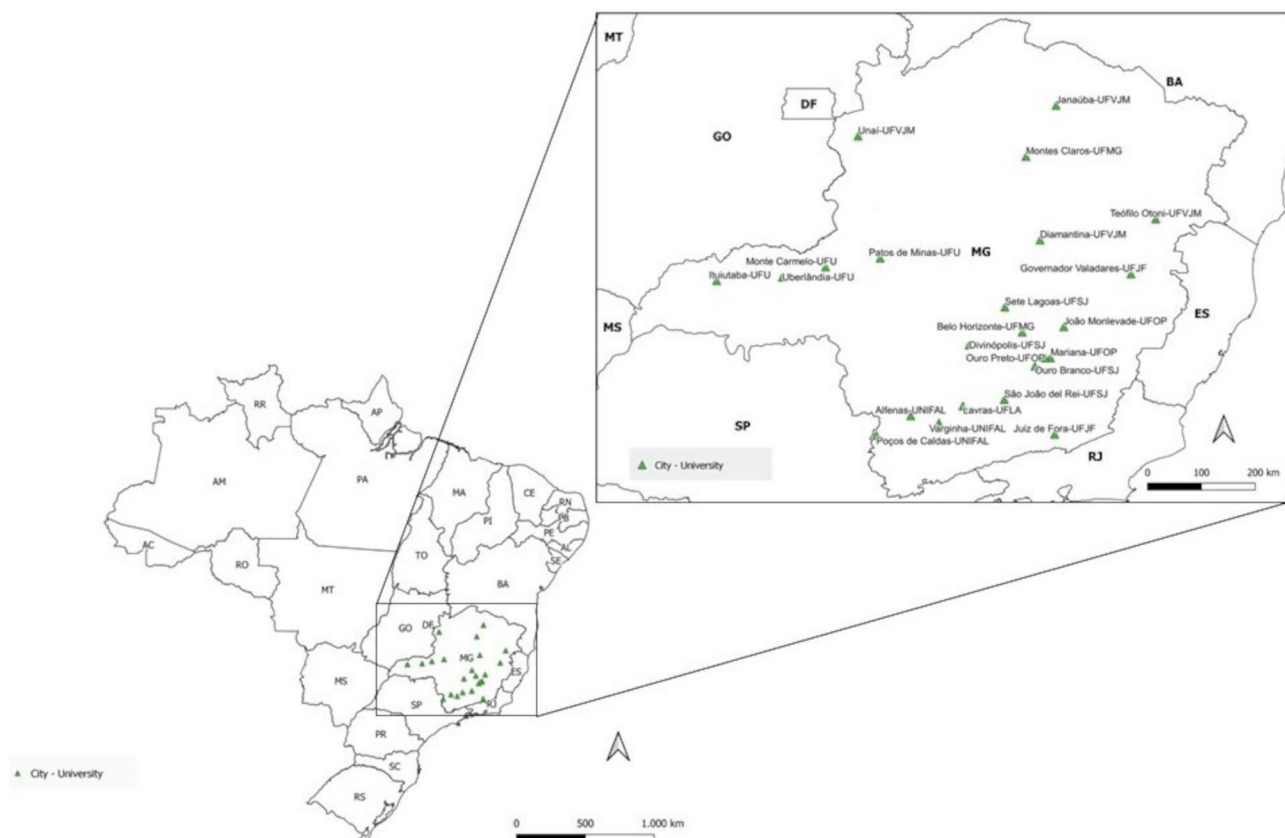 MT
BA
DF
Janaúba-UFVJM
GO
Unaí-UFVJM
Montes Claros-UFMG
Teófilo Otoni-UFVJM
Diamantina-UFVJM
Patos de Minas-UFU
MG
Monte Carmelo-UFU
Governador Valadares-UFJF
Ituiutaba-UFU
Uberlândia-UFU
Sete Lagoas-UFSJ
ES
MS
Belo Horizonte-UFMG
João Monlevade-UFOP
Divinópolis-UFSJ
Ouro Preto-UFOP
Mariana-UFOP
Ouro Branco-UFSJ
São João del Rei-UFSJ
Alfenas-UNIFAL
Lavras-UFLA
SP
Varginha-UNIFAL
Juiz de Fora-UFJF
Poços de Caldas-UNIFAL
RJ
City - University
0 100 200 km
RR
AP
AM
PA
MA
CE
RN
PB
PI
PE
AC
AL
TO
SE
RO
BA
MT
GO
DF
MG
ES
MS
SP
RJ
PR
SC
City - University
RS
0 500 1.000 km